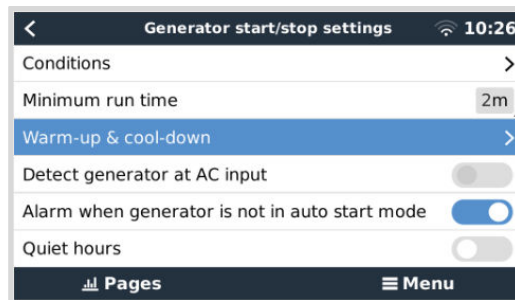 Generator start/stop settings 10:26
Conditions
Minimum run time 2m
Warm-up & cool-down
Detect generator at AC input
Alarm when generator is not in auto start mode
Quiet hours
Pages Menu